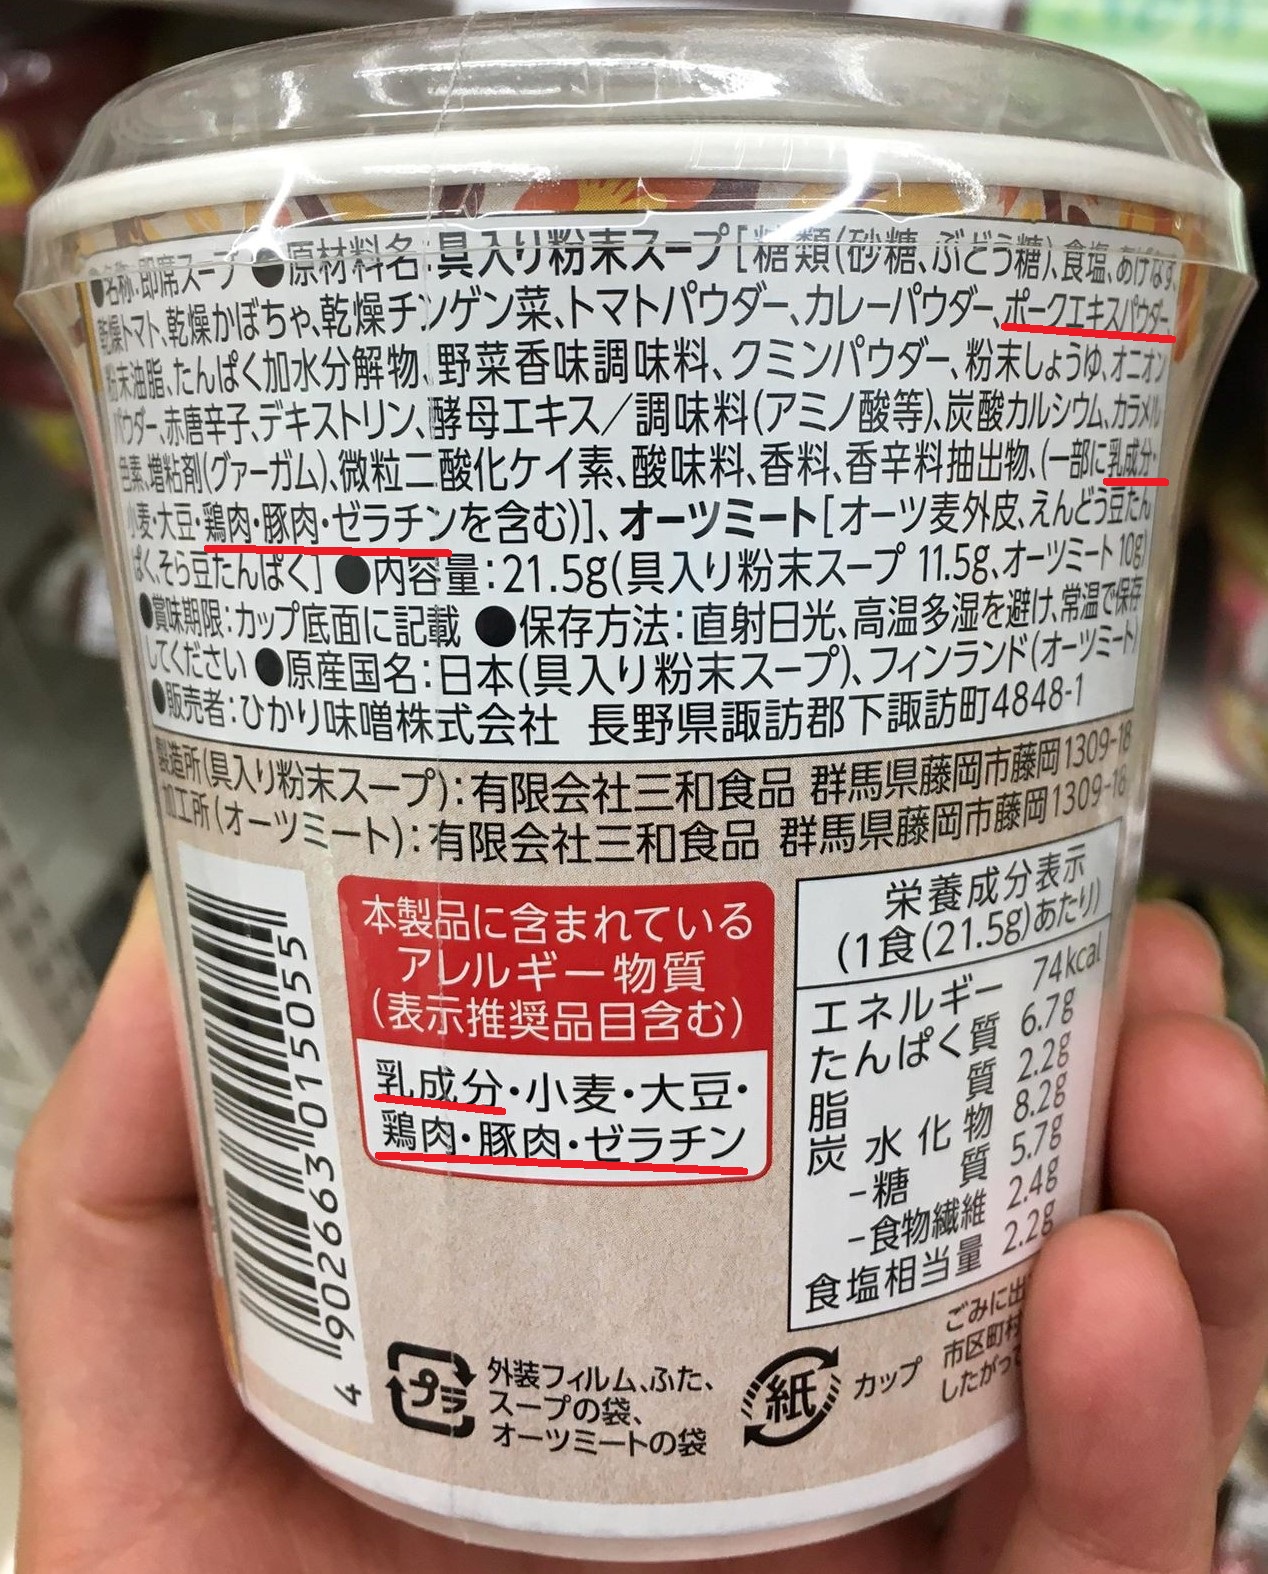 ●名称:即席スープ ●原材料名:具入り粉末スープ[糖類(砂糖、ぶどう糖)、食塩、あげなす、
乾燥トマト、乾燥かぼちゃ、乾燥チンゲン菜、トマトパウダー、カレーパウダー、ポークエキスパウダー、
粉末油脂、たんぱく加水分解物、野菜香味調味料、クミンパウダー、粉末しょうゆ、オニオン
パウダー、赤唐辛子、デキストリン、酵母エキス/調味料(アミノ酸等)、炭酸カルシウム、カラメル
色素、増粘剤(グァーガム)、微粒二酸化ケイ素、酸味料、香料、香辛料抽出物、(一部に乳成分・
小麦・大豆・鶏肉・豚肉・ゼラチンを含む)]、オーツミート[オーツ麦外皮、えんどう豆たん
ぱく、そら豆たんぱく] ●内容量:21.5g(具入り粉末スープ 11.5g、オーツミート 10g)
●賞味期限:カップ底面に記載 ●保存方法:直射日光、高温多湿を避け、常温で保存
してください ●原産国名:日本(具入り粉末スープ)、フィンランド(オーツミート)
●販売者:ひかり味噌株式会社 長野県諏訪郡下諏訪町4848-1
製造所(具入り粉末スープ):有限会社三和食品 群馬県藤岡市藤岡1309-18
加工所(オーツミート):有限会社三和食品 群馬県藤岡市藤岡1309-18
本製品に含まれている
アレルギー物質
(表示推奨品目含む)
乳成分・小麦・大豆・
鶏肉・豚肉・ゼラチン
栄養成分表示
(1食(21.5g)あたり)
エネルギー 74kcal
たんぱく質 6.7g
脂質 2.2g
炭水化物 8.2g
-糖質 5.7g
-食物繊維 2.4g
食塩相当量 2.2g
4 902663 015055
プラ
外装フィルム、ふた、
スープの袋、
オーツミートの袋
紙
カップ
ごみに出
市区町村
したがって